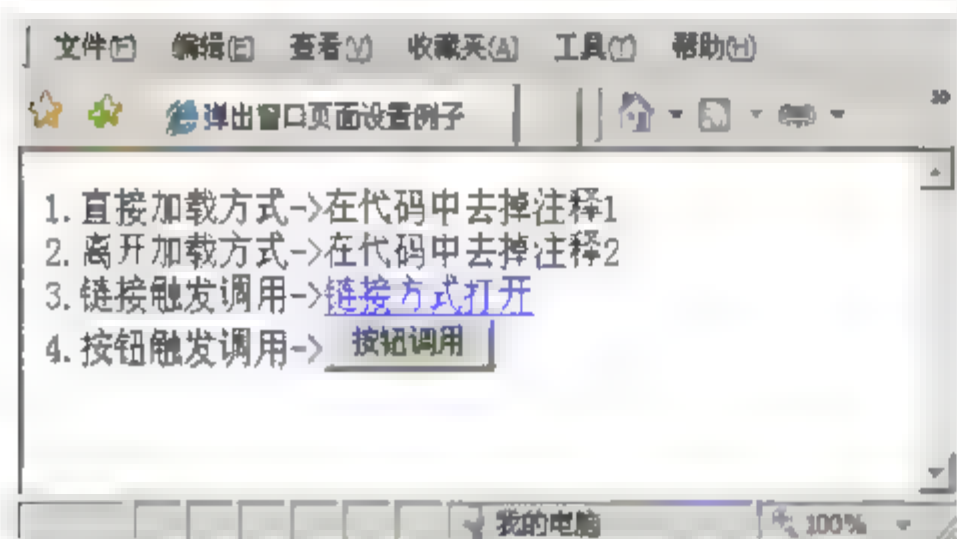 文件(F) 编辑(E) 查看(V) 收藏夹(A) 工具(T) 帮助(H)
弹出窗口页面设置例子
1.直接加载方式->在代码中去掉注释1
2.离开加载方式->在代码中去掉注释2
3.链接触发调用->链接方式打开
4.按钮触发调用-> 按钮调用
我的电脑 100%